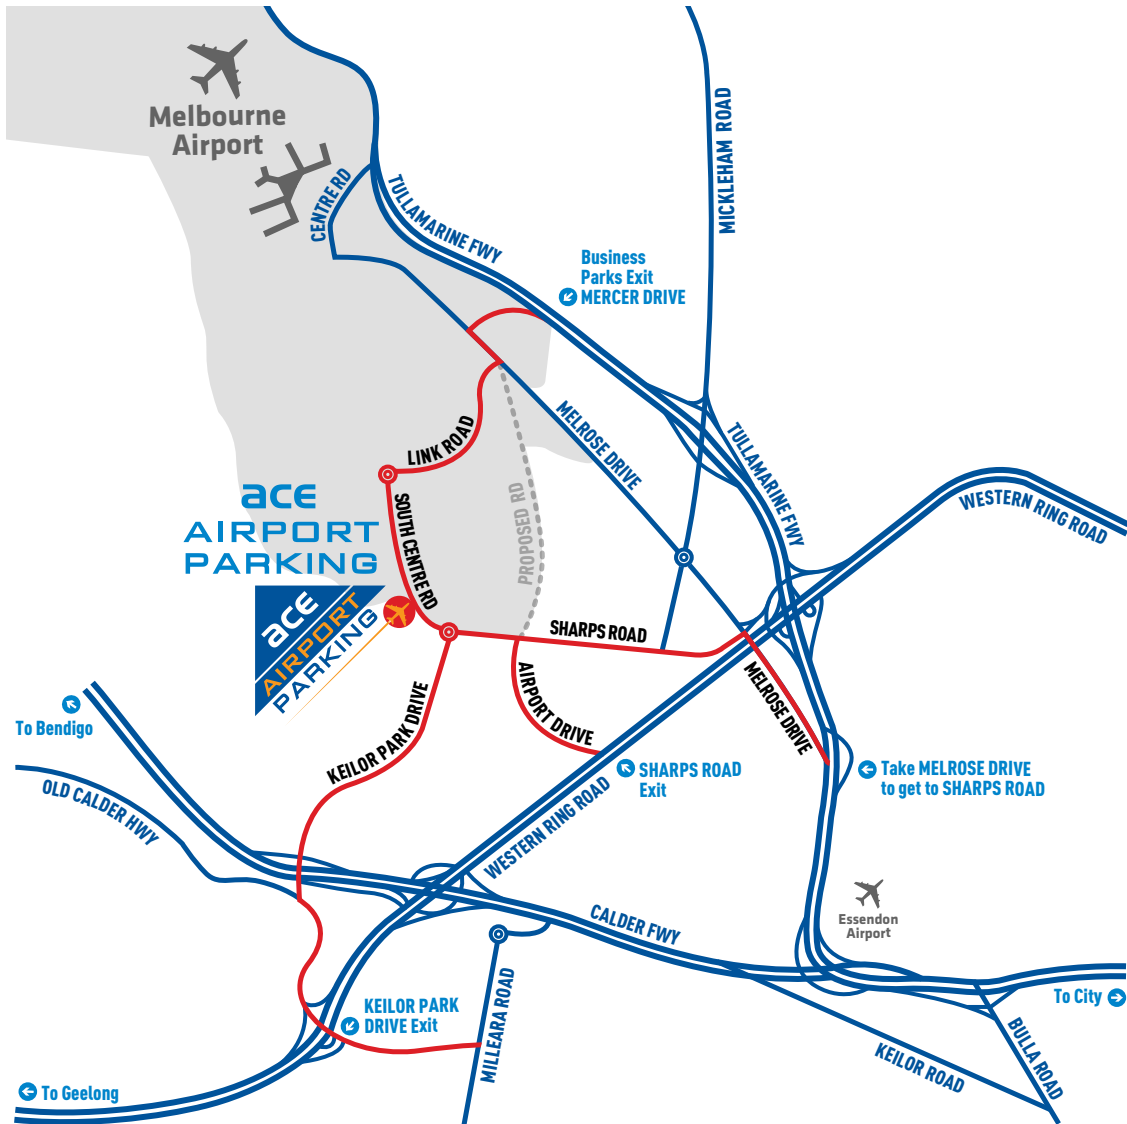 Melbourne
Airport
CENTRE RD
TULLAMARINE FWY
MICKLEHAM ROAD
Business
Parks Exit
MERCER DRIVE
MELROSE DRIVE
LINK ROAD
TULLAMARINE FWY
WESTERN RING ROAD
ace
AIRPORT
PARKING
SOUTH CENTRE RD
PROPOSED RD
ace
AIRPORT
PARKING
SHARPS ROAD
AIRPORT DRIVE
MELROSE DRIVE
KEILOR PARK DRIVE
To Bendigo
OLD CALDER HWY
SHARPS ROAD
Exit
Take MELROSE DRIVE
to get to SHARPS ROAD
WESTERN RING ROAD
Essendon
Airport
CALDER FWY
To City
KEILOR PARK
DRIVE Exit
MILLEARA ROAD
KEILOR ROAD
BULLA ROAD
To Geelong